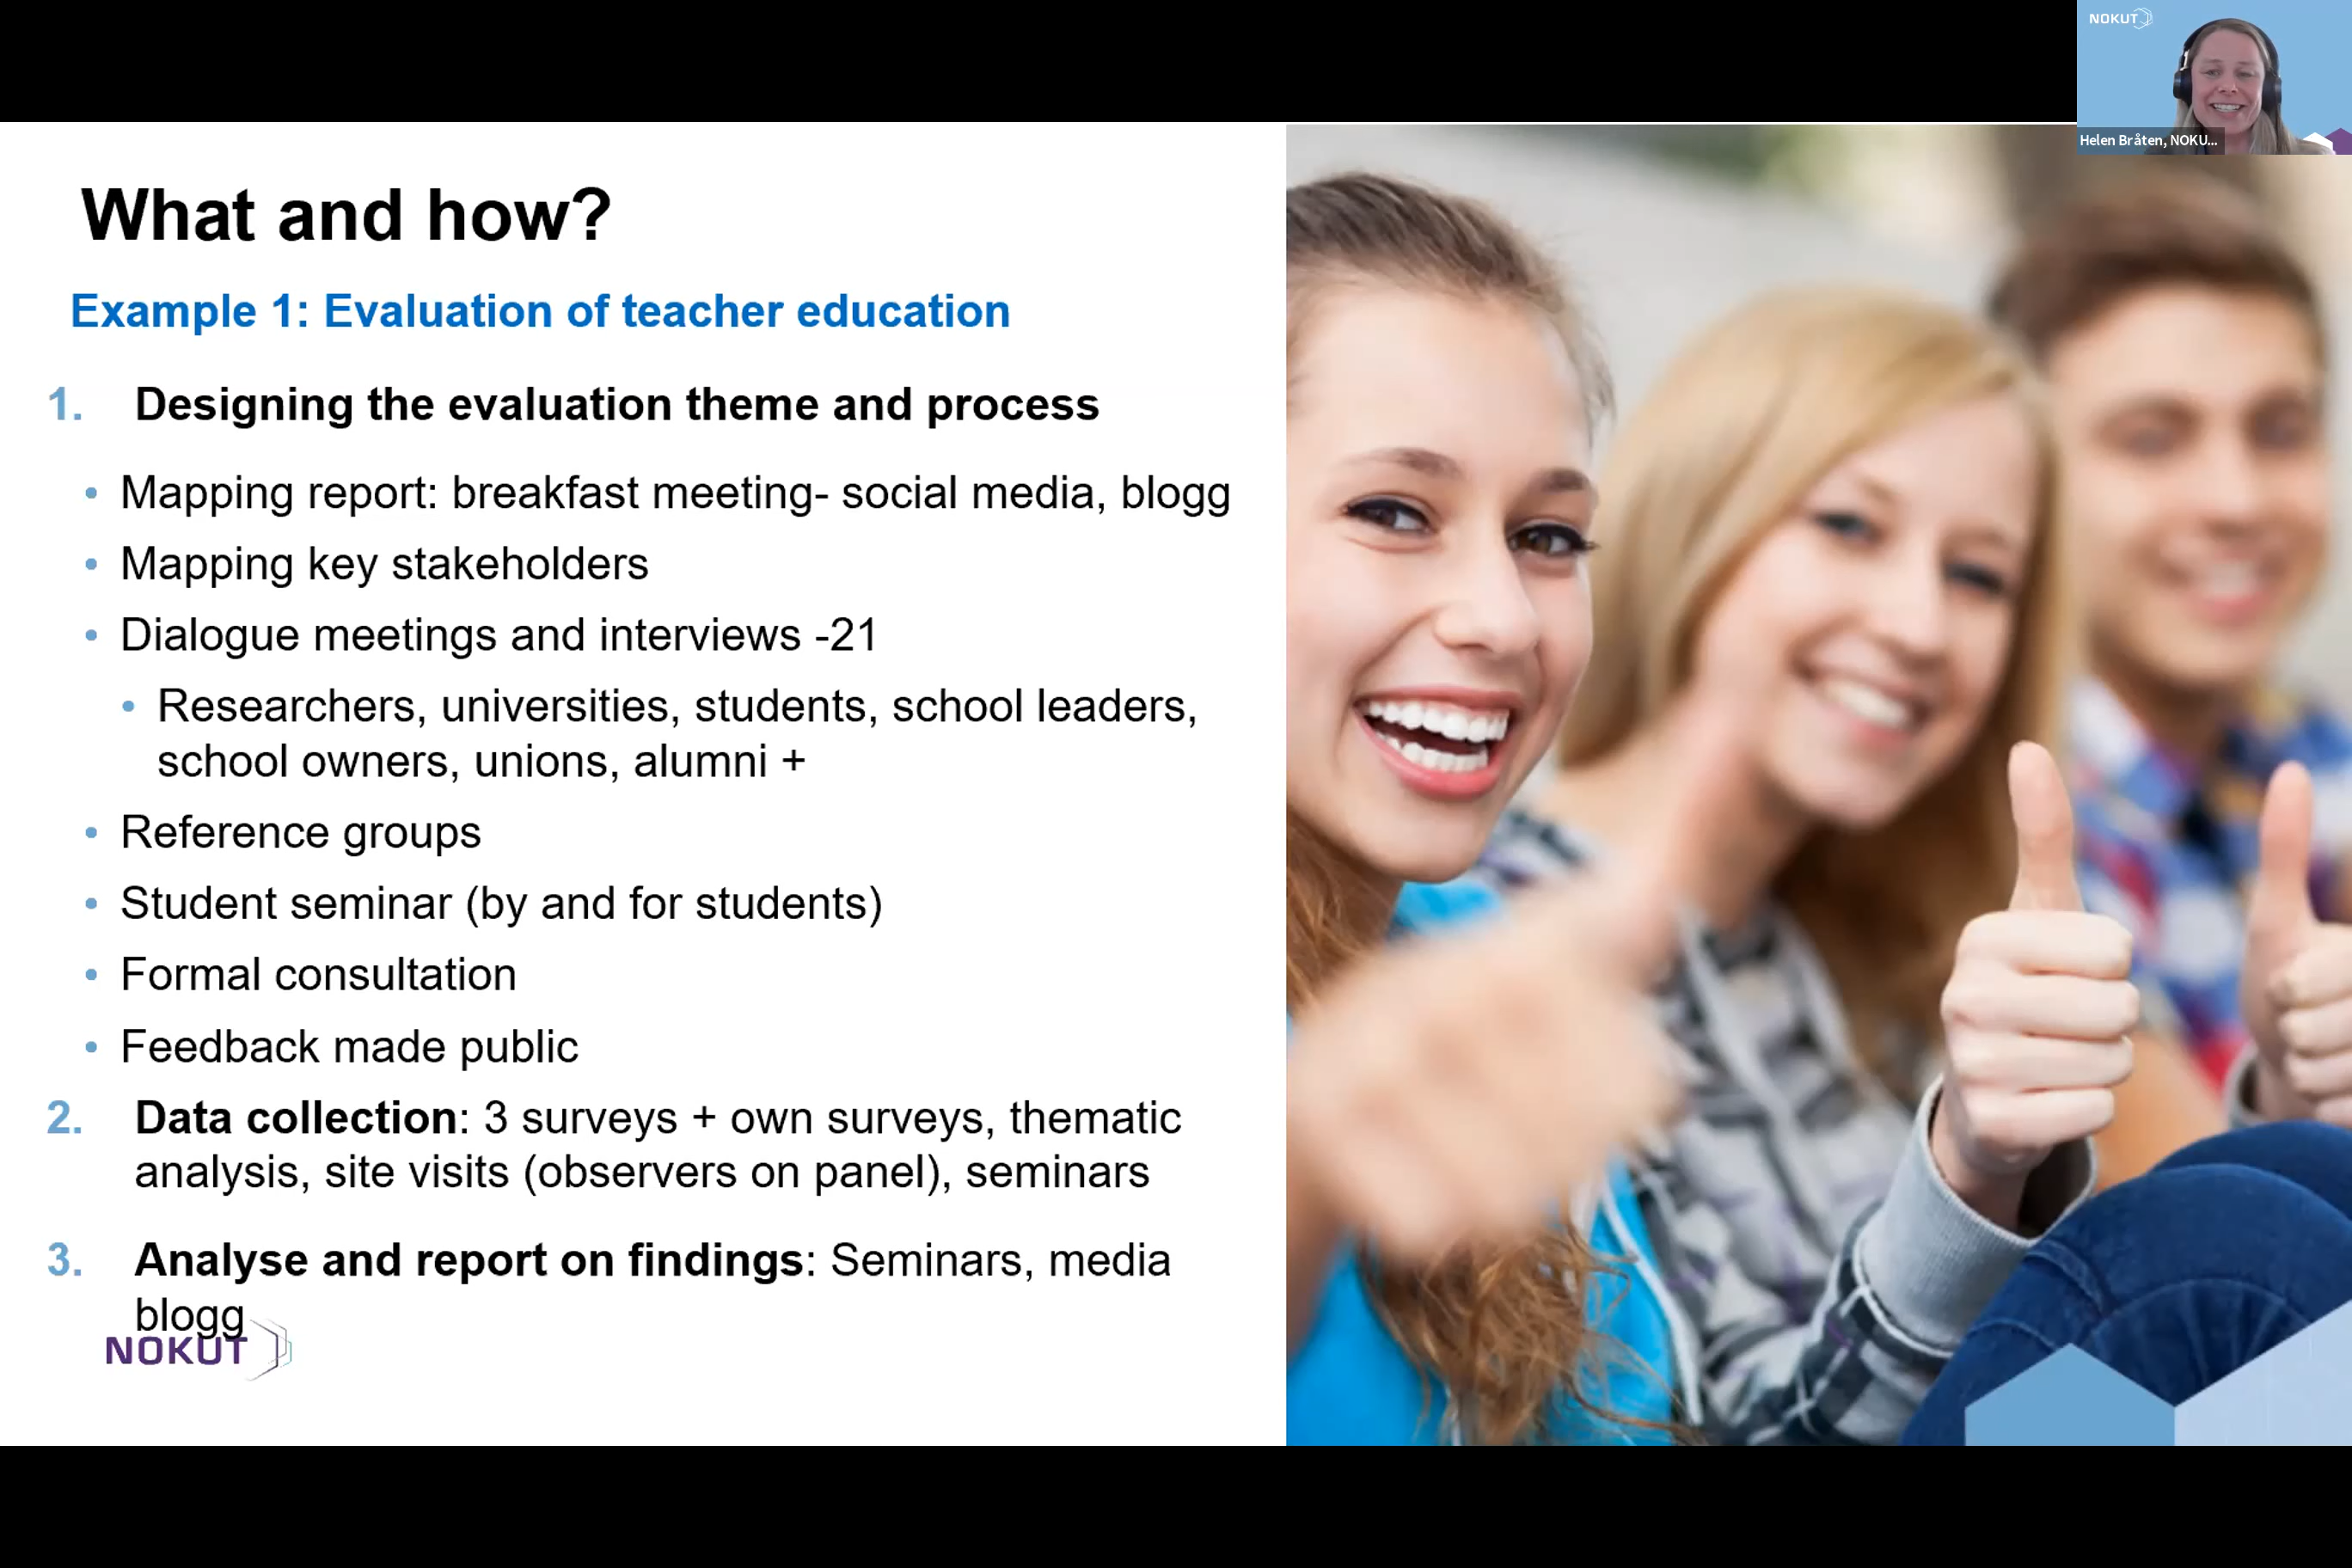 NOKUT
Helen Bråten, NOKU...
What and how?
Example 1: Evaluation of teacher education
1. Designing the evaluation theme and process
• Mapping report: breakfast meeting- social media, blogg
• Mapping key stakeholders
• Dialogue meetings and interviews -21
• Researchers, universities, students, school leaders,
school owners, unions, alumni +
• Reference groups
• Student seminar (by and for students)
• Formal consultation
• Feedback made public
2. Data collection: 3 surveys + own surveys, thematic
analysis, site visits (observers on panel), seminars
3. Analyse and report on findings: Seminars, media
blogg
NOKUT